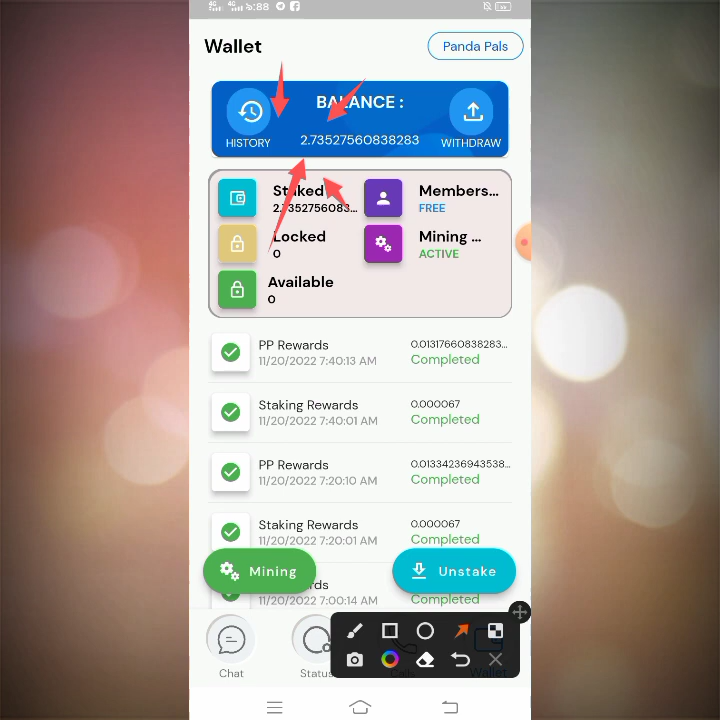 4G 4G
Wallet
Panda Pals
BALANCE :
HISTORY
2.73527560838283
WITHDRAW
Staked
Members...
FREE
Locked
0
Mining ...
ACTIVE
Available
0
PP Rewards
0.01317660838283...
11/20/2022 7:40:13 AM
Completed
Staking Rewards
0.000067
11/20/2022 7:40:01 AM
Completed
PP Rewards
0.01334236943538...
11/20/2022 7:20:10 AM
Completed
Staking Rewards
0.000067
11/20/2022 7:20:01 AM
Completed
Mining
Unstake
11/20/2022 7:00:14 AM
Completed
Chat
Status
Wallet